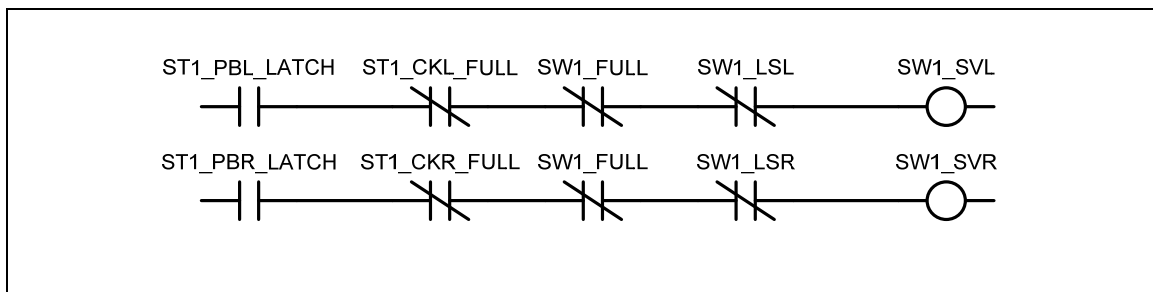 ST1_PBL_LATCH ST1_CKL_FULL SW1_FULL SW1_LSL SW1_SVL
ST1_PBR_LATCH ST1_CKR_FULL SW1_FULL SW1_LSR SW1_SVR